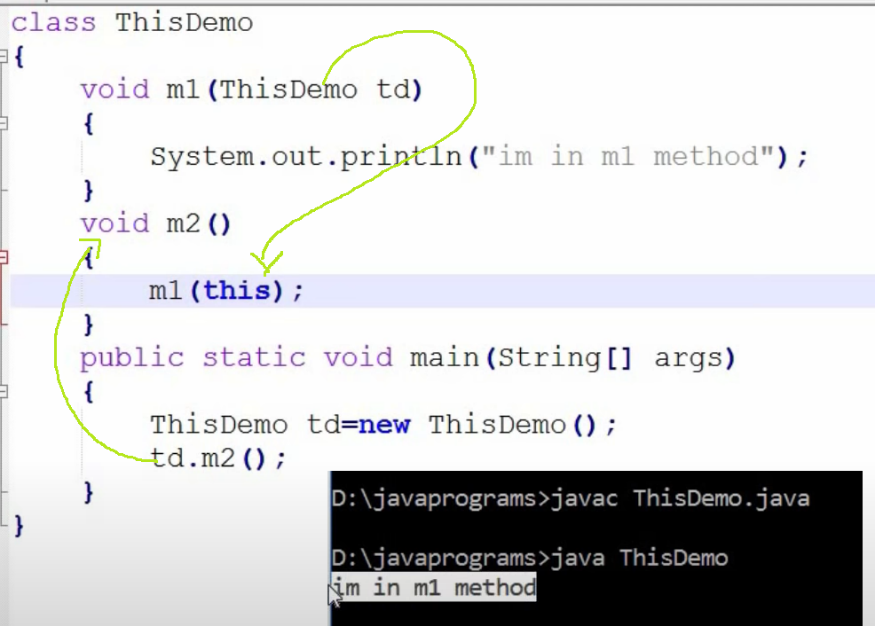 class ThisDemo
{
void m1(ThisDemo td)
{
System.out.println("im in m1 method");
}
void m2()
{
m1(this);
}
public static void main(String[] args)
{
ThisDemo td=new ThisDemo();
td.m2();
}
}
D:\javaprograms>javac ThisDemo.java
D:\javaprograms>java ThisDemo
im in m1 method